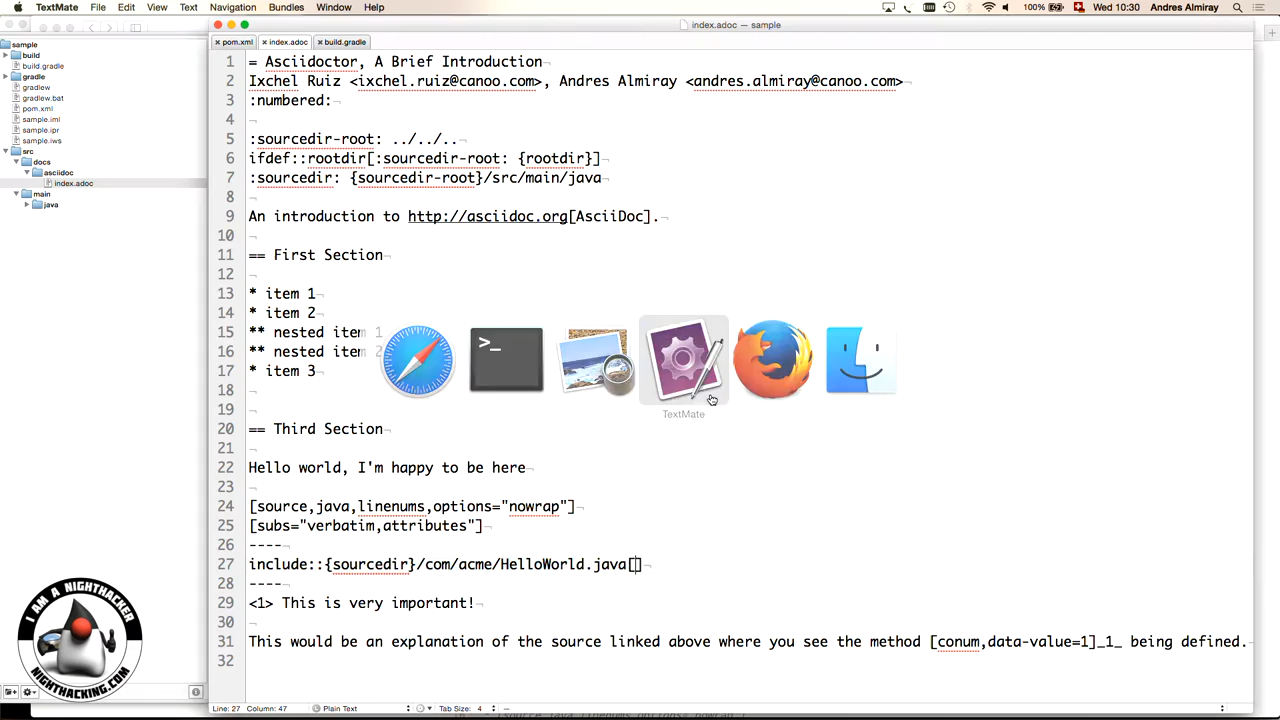 TextMate File Edit View Text Navigation Bundles Window Help 100% Wed 10:30 Andres Almiray
index.adoc — sample
pom.xml index.adoc build.gradle
sample
build
build.gradle
gradle
gradlew
gradlew.bat
pom.xml
sample.iml
sample.ipr
sample.iws
src
docs
asciidoc
index.adoc
main
java
1 = Asciidoctor, A Brief Introduction¬
2 Ixchel Ruiz <ixchel.ruiz@canoo.com>, Andres Almiray <andres.almiray@canoo.com>¬
3 :numbered:¬
4 ¬
5 :sourcedir-root: ../../..¬
6 ifdef::rootdir[:sourcedir-root: {rootdir}]¬
7 :sourcedir: {sourcedir-root}/src/main/java¬
8 ¬
9 An introduction to http://asciidoc.org[AsciiDoc].¬
10 ¬
11 == First Section¬
12 ¬
13 * item 1¬
14 * item 2¬
15 ** nested item 1
16 ** nested item 2
17 * item 3¬
18 ¬
19 ¬
20 == Third Section¬
21 ¬
22 Hello world, I'm happy to be here¬
23 ¬
24 [source,java,linenums,options="nowrap"]¬
25 [subs="verbatim,attributes"]¬
26 ----¬
27 include::{sourcedir}/com/acme/HelloWorld.java[]¬
28 ----¬
29 <1> This is very important!¬
30 ¬
31 This would be an explanation of the source linked above where you see the method [conum,data-value=1]_1_ being defined.¬
32
>_
TextMate
I AM A NIGHTHACKER
NIGHTHACKING.COM
Line: 27 Column: 47 Plain Text Tab Size: 4